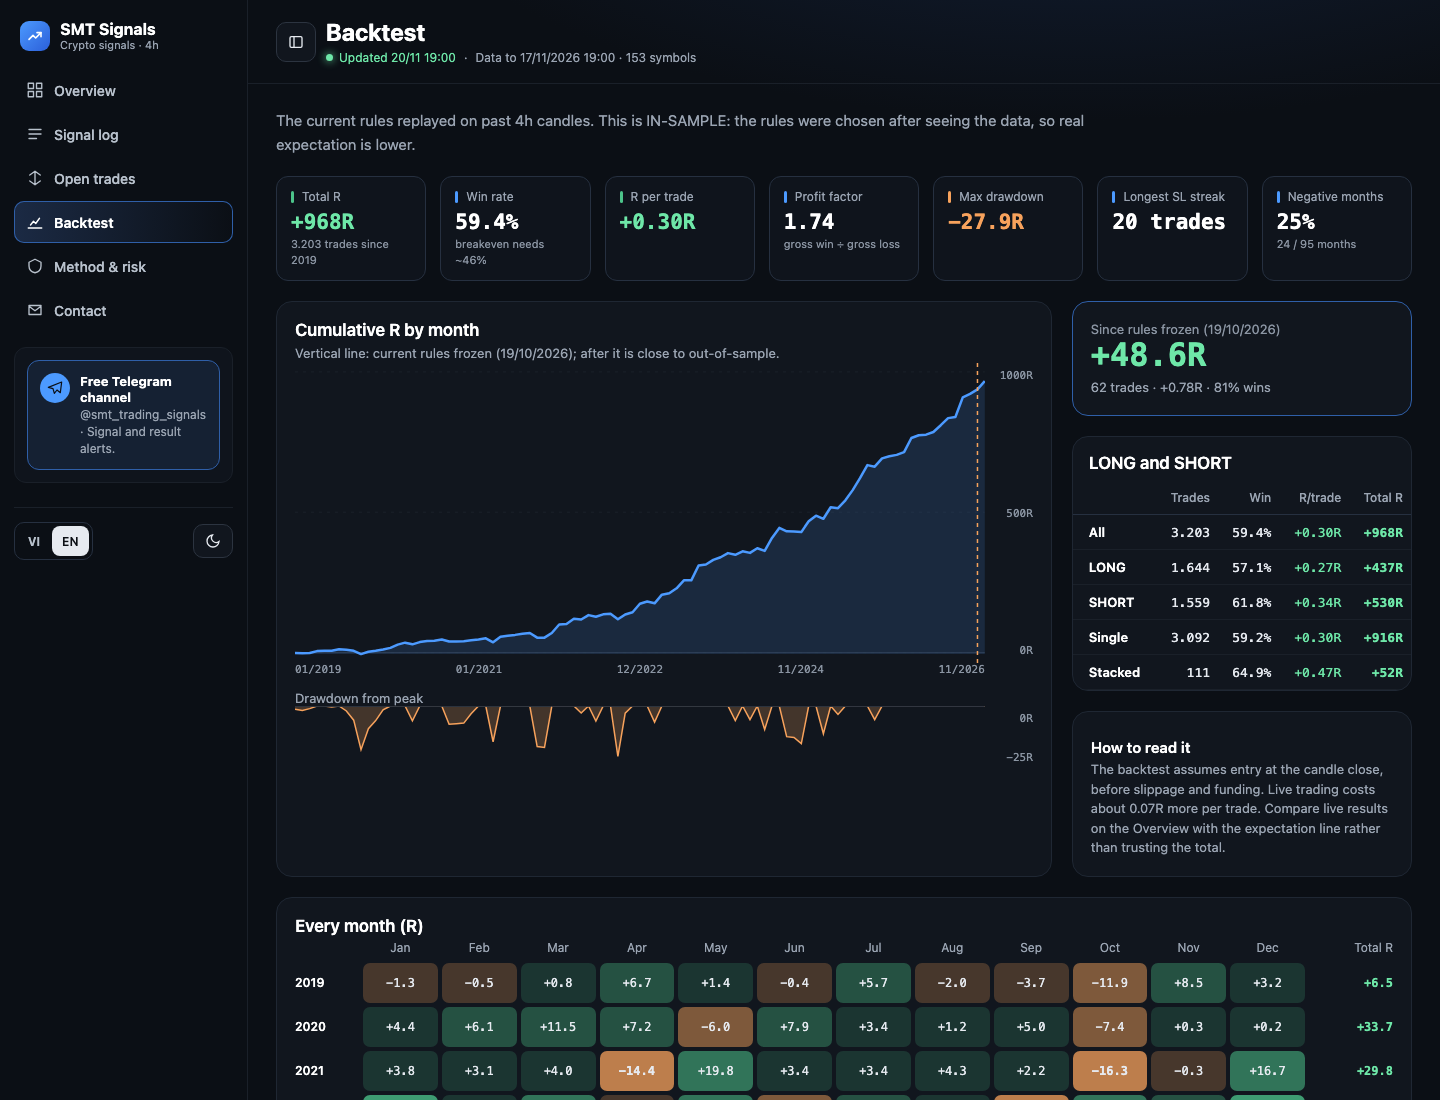 SMT Signals
Crypto signals · 4h
Overview
Signal log
Open trades
Backtest
Method & risk
Contact
Free Telegram
channel
@smt_trading_signals
· Signal and result
alerts.
VI EN
Backtest
Updated 20/11 19:00 · Data to 17/11/2026 19:00 · 153 symbols
The current rules replayed on past 4h candles. This is IN-SAMPLE: the rules were chosen after seeing the data, so real
expectation is lower.
Total R
+968R
3.203 trades since
2019
Win rate
59.4%
breakeven needs
~46%
R per trade
+0.30R
Profit factor
1.74
gross win ÷ gross loss
Max drawdown
−27.9R
Longest SL streak
20 trades
Negative months
25%
24 / 95 months
Cumulative R by month
Vertical line: current rules frozen (19/10/2026); after it is close to out-of-sample.
1000R
500R
0R
01/2019 01/2021 12/2022 11/2024 11/2026
Drawdown from peak
0R
−25R
Since rules frozen (19/10/2026)
+48.6R
62 trades · +0.78R · 81% wins
LONG and SHORT
Trades Win R/trade Total R
All 3.203 59.4% +0.30R +968R
LONG 1.644 57.1% +0.27R +437R
SHORT 1.559 61.8% +0.34R +530R
Single 3.092 59.2% +0.30R +916R
Stacked 111 64.9% +0.47R +52R
How to read it
The backtest assumes entry at the candle close,
before slippage and funding. Live trading costs
about 0.07R more per trade. Compare live results
on the Overview with the expectation line rather
than trusting the total.
Every month (R)
Jan Feb Mar Apr May Jun Jul Aug Sep Oct Nov Dec Total R
2019 −1.3 −0.5 +0.8 +6.7 +1.4 −0.4 +5.7 −2.0 −3.7 −11.9 +8.5 +3.2 +6.5
2020 +4.4 +6.1 +11.5 +7.2 −6.0 +7.9 +3.4 +1.2 +5.0 −7.4 +0.3 +0.2 +33.7
2021 +3.8 +3.1 +4.0 −14.4 +19.8 +3.4 +3.4 +4.3 +2.2 −16.3 −0.3 +16.7 +29.8